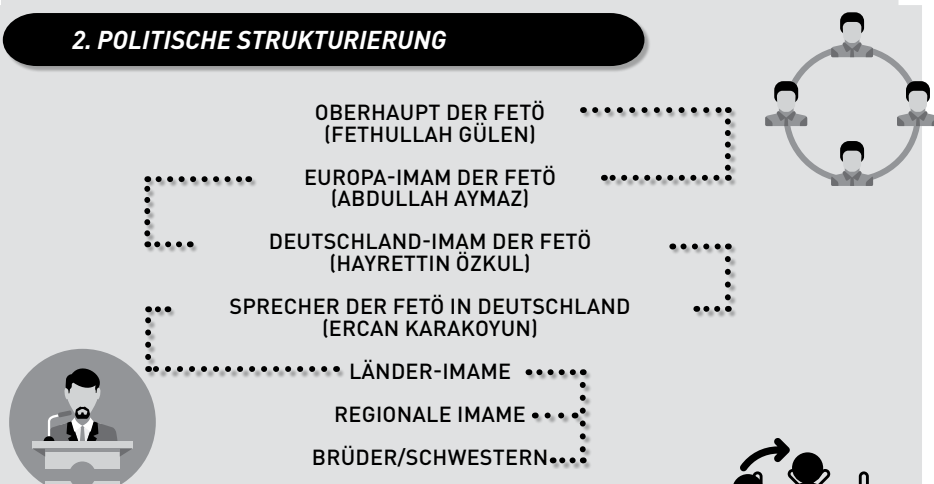 2. POLITISCHE STRUKTURIERUNG
OBERHAUPT DER FETÖ
(FETHULLAH GÜLEN)
EUROPA-IMAM DER FETÖ
(ABDULLAH AYMAZ)
DEUTSCHLAND-IMAM DER FETÖ
(HAYRETTIN ÖZKUL)
SPRECHER DER FETÖ IN DEUTSCHLAND
(ERCAN KARAKOYUN)
LÄNDER-IMAME
REGIONALE IMAME
BRÜDER/SCHWESTERN